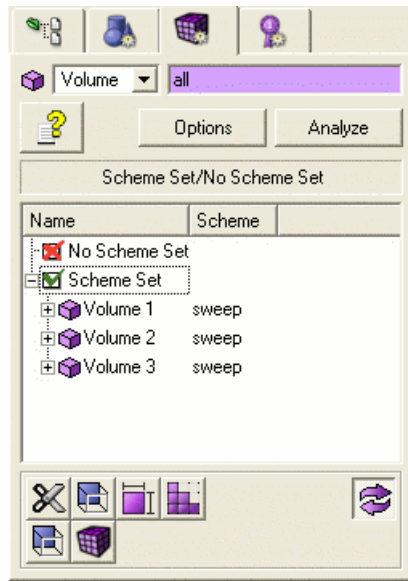 Volume all
Options Analyze
Scheme Set/No Scheme Set
Name Scheme
No Scheme Set
Scheme Set
Volume 1 sweep
Volume 2 sweep
Volume 3 sweep